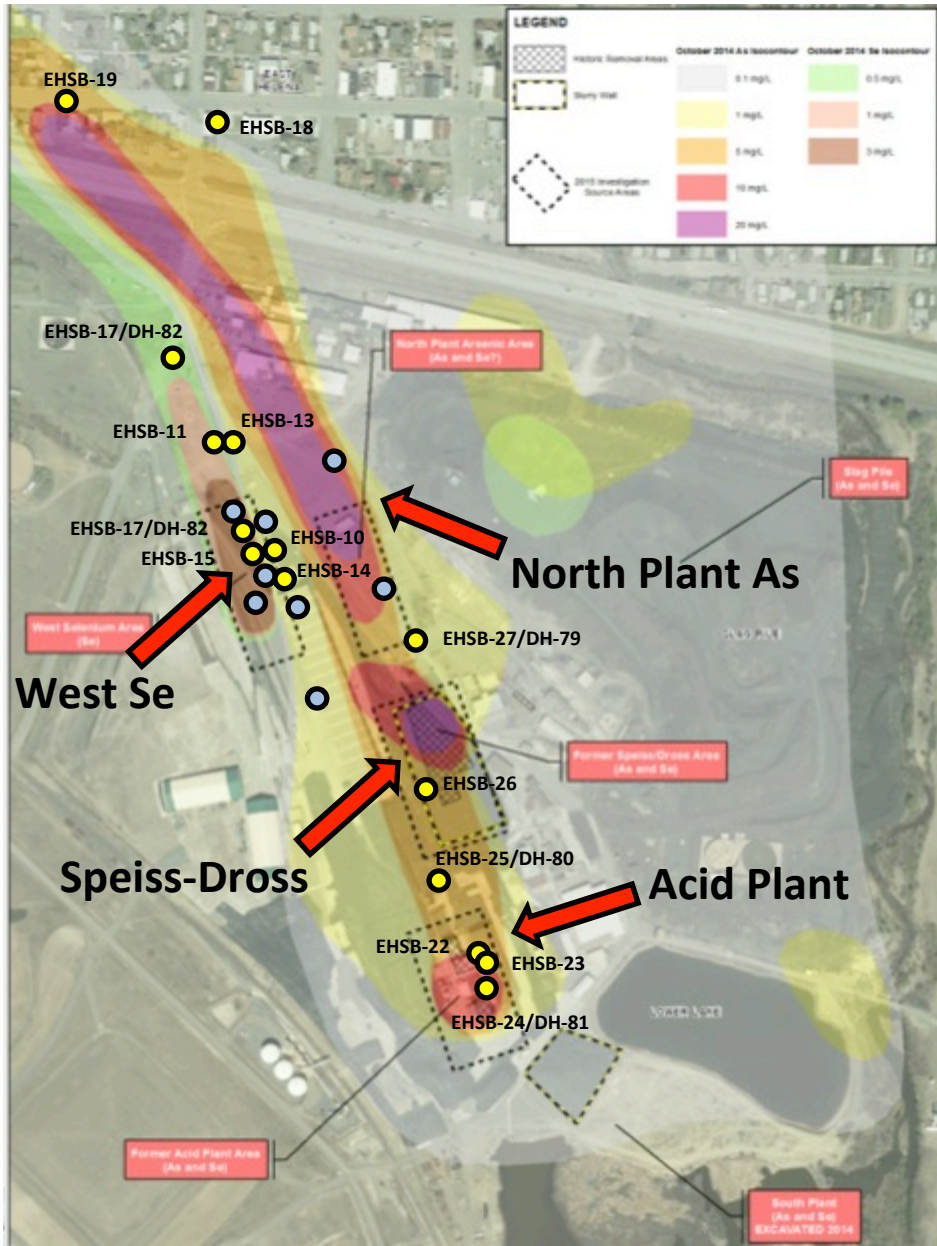 LEGEND
Historic Removal Areas
Slurry Wall
2015 Investigation
Source Areas
October 2014 As Isocontour
0.1 mg/L
1 mg/L
5 mg/L
10 mg/L
20 mg/L
October 2014 Se Isocontour
0.5 mg/L
1 mg/L
3 mg/L
EHSB-19
EAST
HELENA
EHSB-18
EHSB-17/DH-82
North Plant Arsenic Area
(As and Se?)
EHSB-11
EHSB-13
Slag Pile
(As and Se)
EHSB-17/DH-82
EHSB-10
EHSB-15
EHSB-14
North Plant As
West Selenium Area
(Se)
EHSB-27/DH-79
SLAG PILE
West Se
Former Speiss/Dross Area
(As and Se)
EHSB-26
Speiss-Dross
EHSB-25/DH-80
Acid Plant
EHSB-22
EHSB-23
EHSB-24/DH-81
LOWER LAKE
Former Acid Plant Area
(As and Se)
South Plant
(As and Se)
EXCAVATED 2014